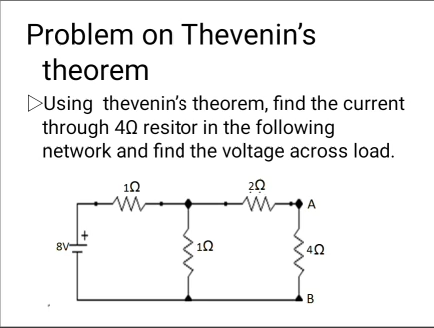 Problem on Thevenin's
theorem
▷Using thevenin's theorem, find the current
through 4Ω resitor in the following
network and find the voltage across load.
1Ω
2Ω
A
+
8V
1Ω
4Ω
B